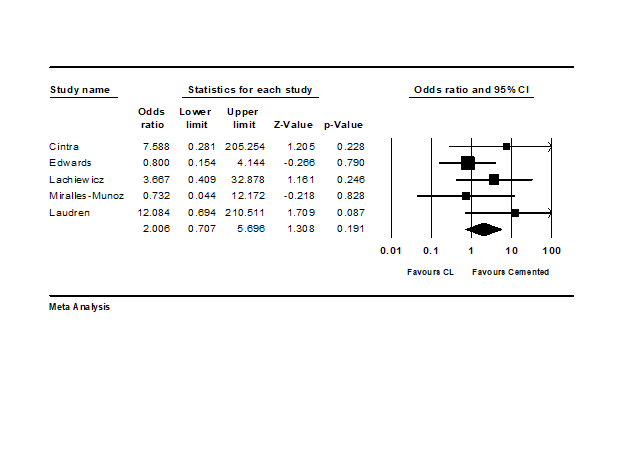 Study name Statistics for each study Odds ratio and 95% CI
Odds Lower Upper
ratio limit limit Z-Value p-Value
Cintra 7.588 0.281 205.254 1.205 0.228
Edwards 0.800 0.154 4.144 -0.266 0.790
Lachiewicz 3.667 0.409 32.878 1.161 0.246
Miralles-Munoz 0.732 0.044 12.172 -0.218 0.828
Laudren 12.084 0.694 210.511 1.709 0.087
2.006 0.707 5.696 1.308 0.191
0.01 0.1 1 10 100
Favours CL Favours Cemented
Meta Analysis